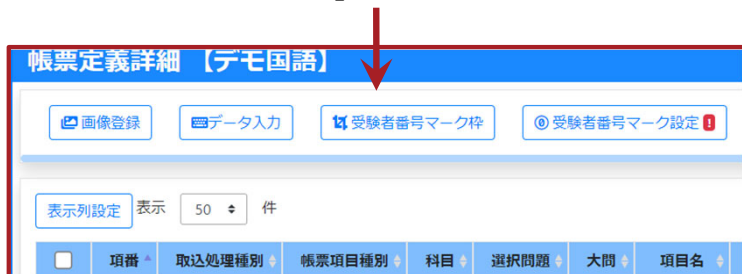 帳票定義詳細 【デモ国語】
画像登録 データ入力 受験者番号マーク枠 受験者番号マーク設定 !
表示列設定 表示 50 件
項番 取込処理種別 帳票項目種別 科目 選択問題 大問 項目名